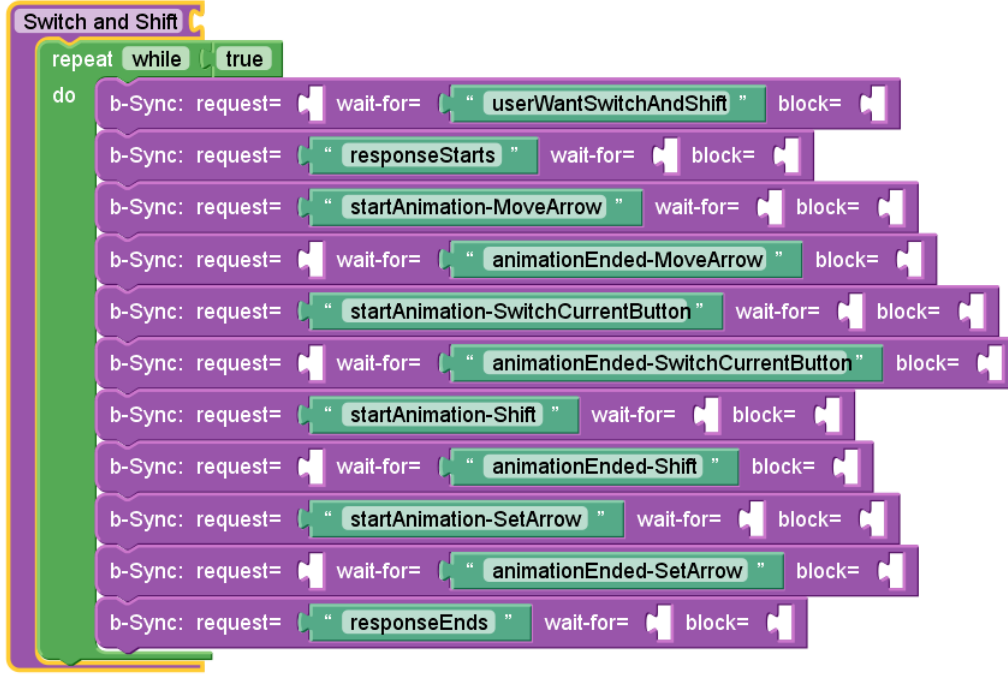 Switch and Shift
repeat while true
do
b-Sync: request= wait-for= “ userWantSwitchAndShift ” block=
b-Sync: request= “ responseStarts ” wait-for= block=
b-Sync: request= “ startAnimation-MoveArrow ” wait-for= block=
b-Sync: request= wait-for= “ animationEnded-MoveArrow ” block=
b-Sync: request= “ startAnimation-SwitchCurrentButton ” wait-for= block=
b-Sync: request= wait-for= “ animationEnded-SwitchCurrentButton ” block=
b-Sync: request= “ startAnimation-Shift ” wait-for= block=
b-Sync: request= wait-for= “ animationEnded-Shift ” block=
b-Sync: request= “ startAnimation-SetArrow ” wait-for= block=
b-Sync: request= wait-for= “ animationEnded-SetArrow ” block=
b-Sync: request= “ responseEnds ” wait-for= block=